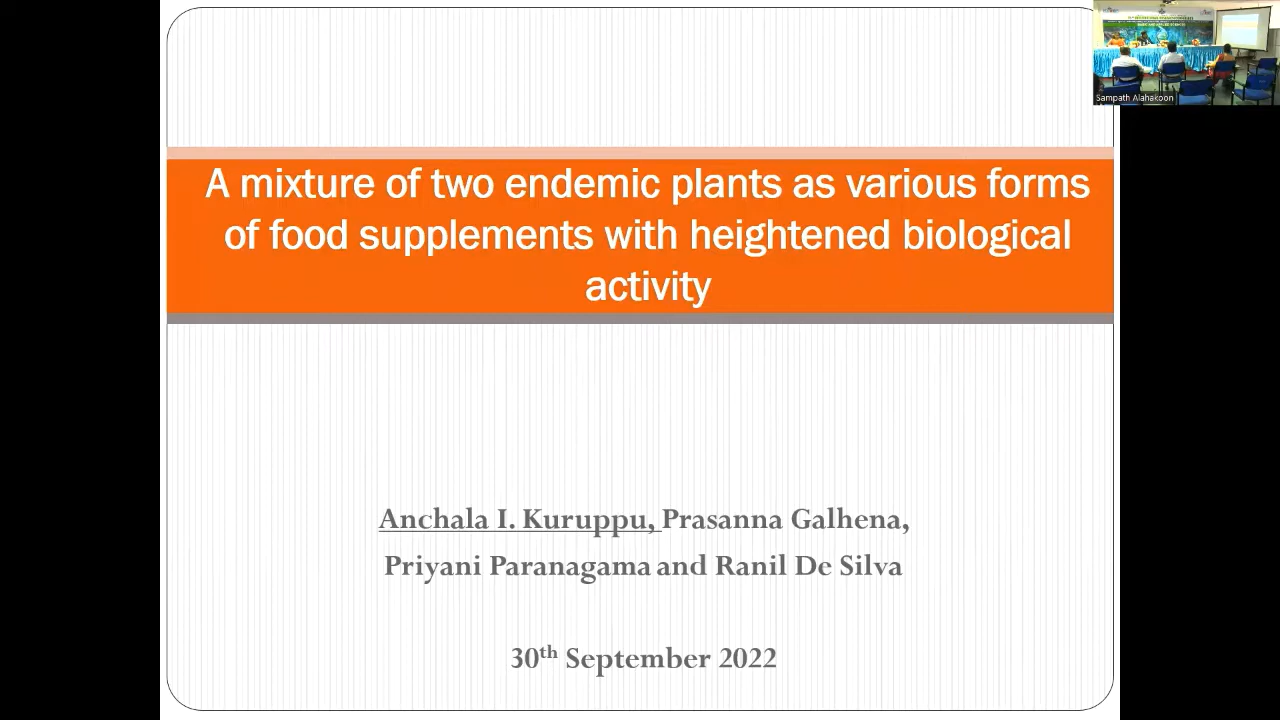 A mixture of two endemic plants as various forms
of food supplements with heightened biological
activity
Anchala I. Kuruppu, Prasanna Galhena,
Priyani Paranagama and Ranil De Silva
30th September 2022
Sampath Alahakoon